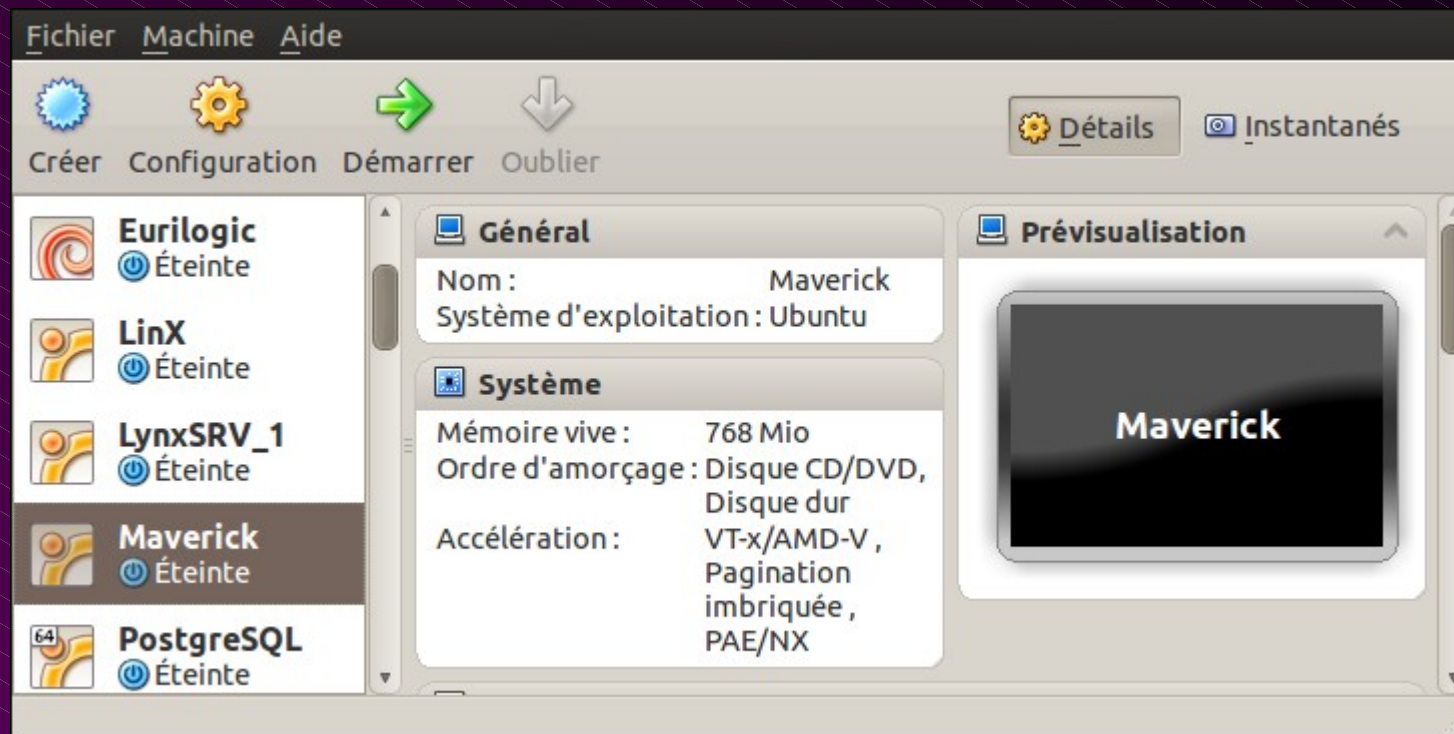 Fichier Machine Aide
Créer Configuration Démarrer Oublier
Détails Instantanés
Eurilogic
Éteinte
LinX
Éteinte
LynxSRV_1
Éteinte
Maverick
Éteinte
64
PostgreSQL
Éteinte
Général
Nom : Maverick
Système d'exploitation : Ubuntu
Système
Mémoire vive : 768 Mio
Ordre d'amorçage : Disque CD/DVD,
Disque dur
Accélération : VT-x/AMD-V ,
Pagination
imbriquée ,
PAE/NX
Prévisualisation
Maverick